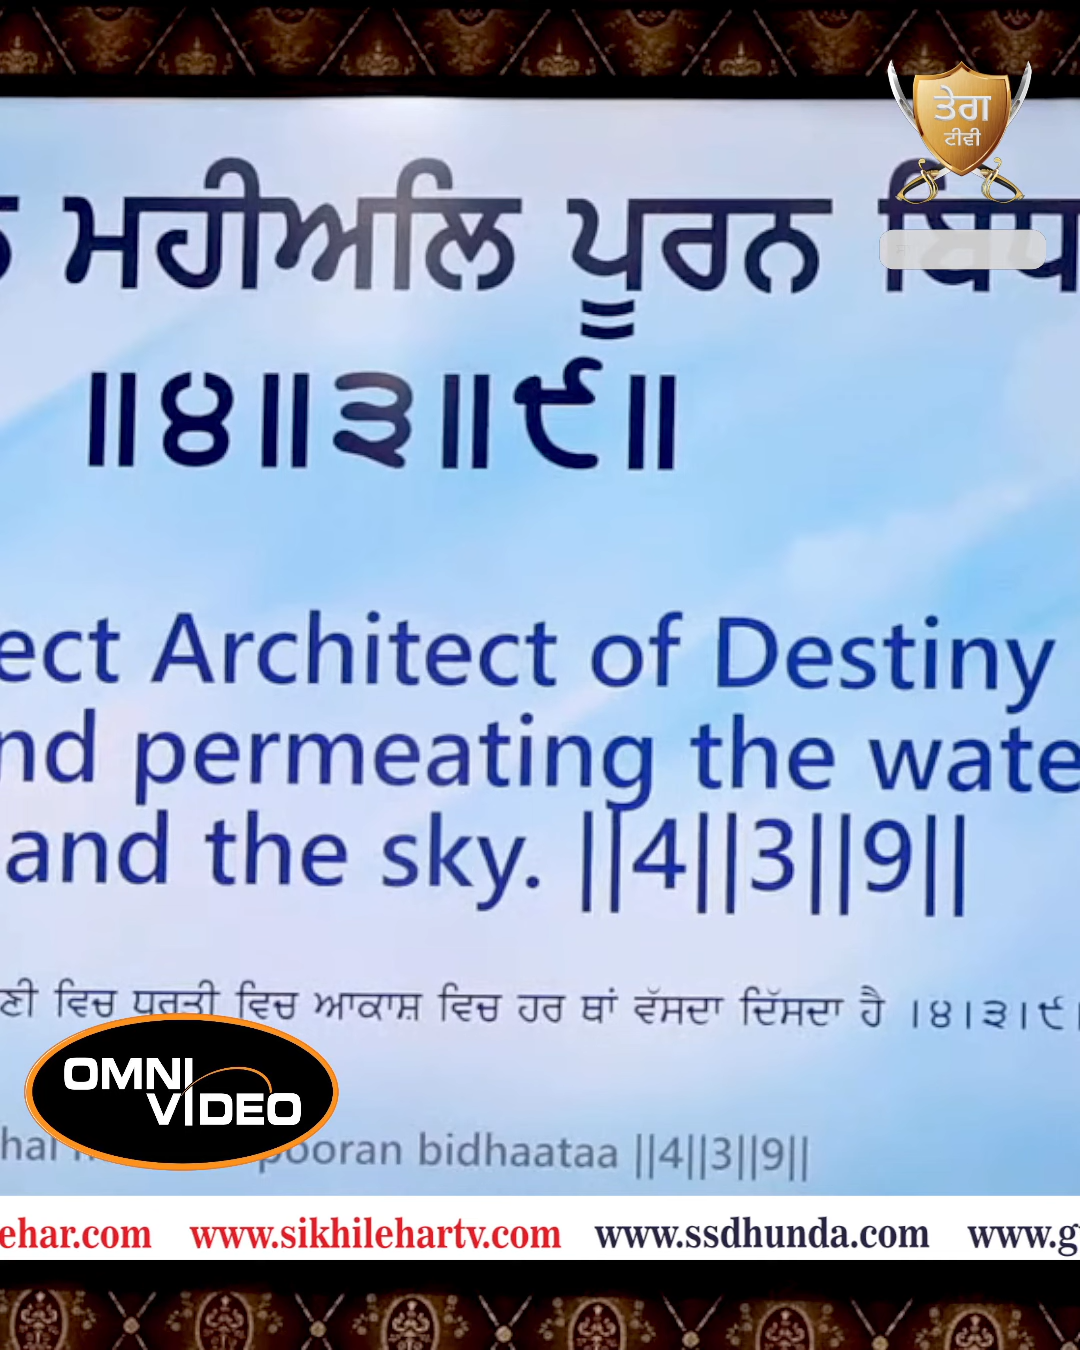 ਤੇਗ
ਟੀਵੀ
ਮਹੀਅਲਿ ਪੂਰਨ
॥੪॥੩॥੯॥
ect Architect of Destiny
nd permeating the wate
and the sky. ||4||3||9||
ਣੀ ਵਿਚ ਧਰਤੀ ਵਿਚ ਆਕਾਸ਼ ਵਿਚ ਹਰ ਥਾਂ ਵੱਸਦਾ ਦਿੱਸਦਾ ਹੈ ।੪।੩।੯।
OMNI
VIDEO
pooran bidhaataa ||4||3||9||
ehar.com www.sikhilehartv.com www.ssdhunda.com www.g